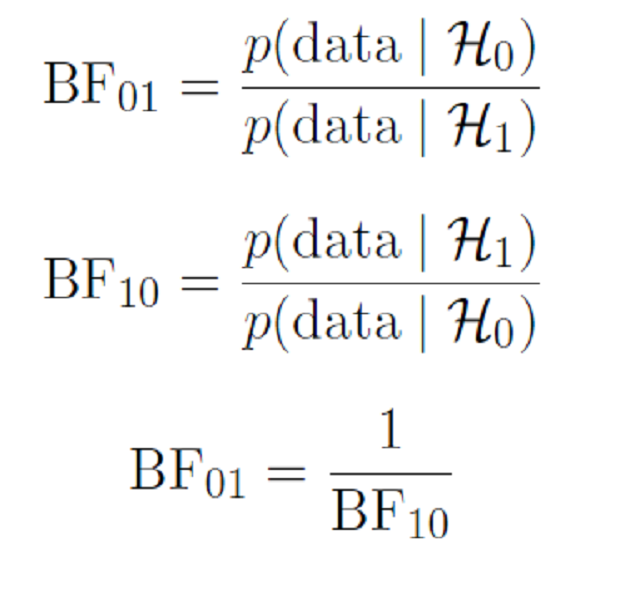 BF₀₁ = p(data | ℋ₀) / p(data | ℋ₁)
BF₁₀ = p(data | ℋ₁) / p(data | ℋ₀)
BF₀₁ = 1 / BF₁₀